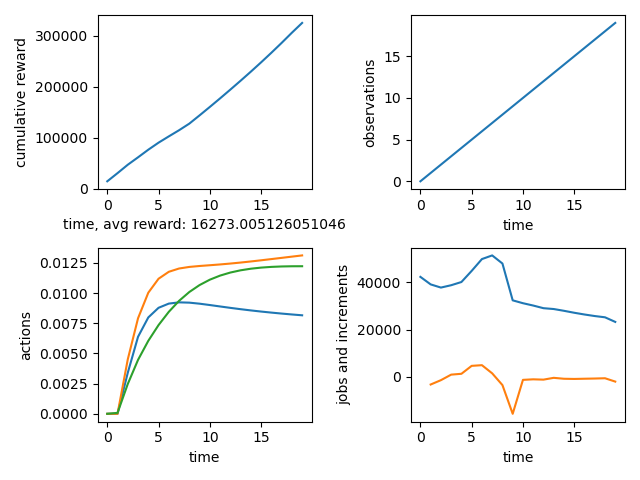 cumulative reward
300000
200000
100000
0
0 5 10 15
time, avg reward: 16273.005126051046
observations
15
10
5
0
0 5 10 15
time
actions
0.0125
0.0100
0.0075
0.0050
0.0025
0.0000
0 5 10 15
time
jobs and increments
40000
20000
0
0 5 10 15
time